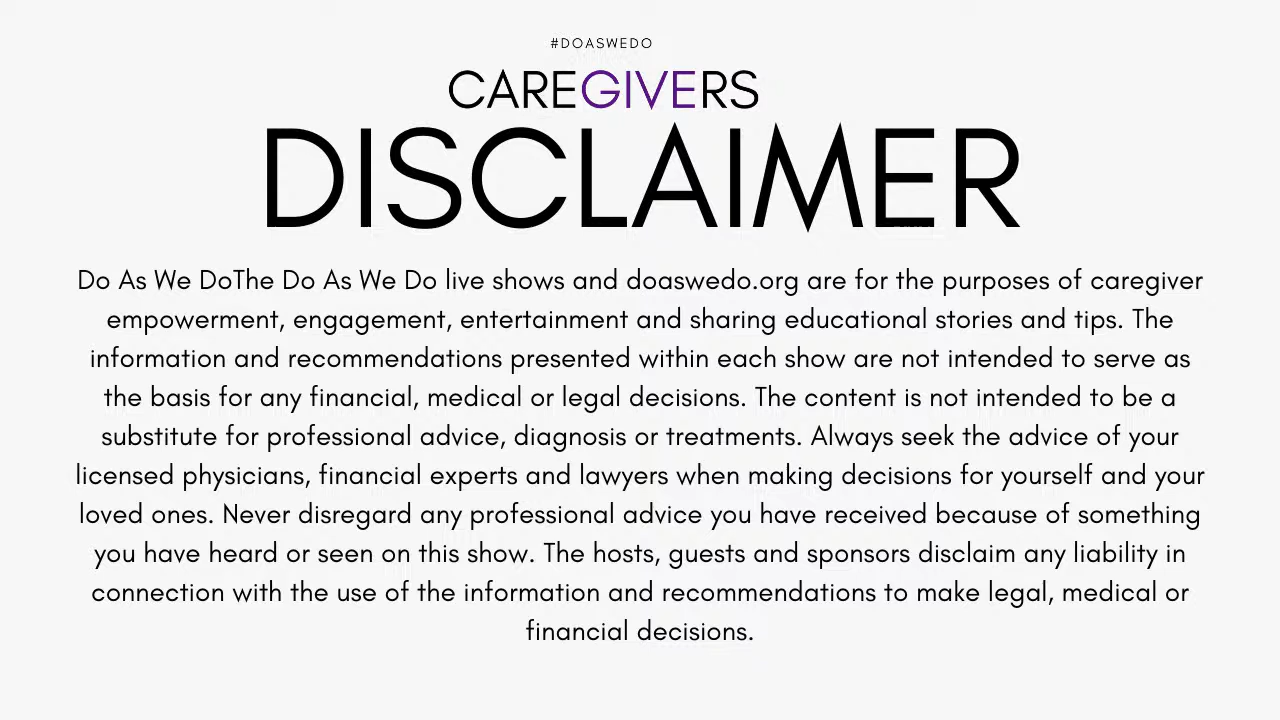 #DOASWEDO
CAREGIVERS
DISCLAIMER
Do As We DoThe Do As We Do live shows and doaswedo.org are for the purposes of caregiver
empowerment, engagement, entertainment and sharing educational stories and tips. The
information and recommendations presented within each show are not intended to serve as
the basis for any financial, medical or legal decisions. The content is not intended to be a
substitute for professional advice, diagnosis or treatments. Always seek the advice of your
licensed physicians, financial experts and lawyers when making decisions for yourself and your
loved ones. Never disregard any professional advice you have received because of something
you have heard or seen on this show. The hosts, guests and sponsors disclaim any liability in
connection with the use of the information and recommendations to make legal, medical or
financial decisions.